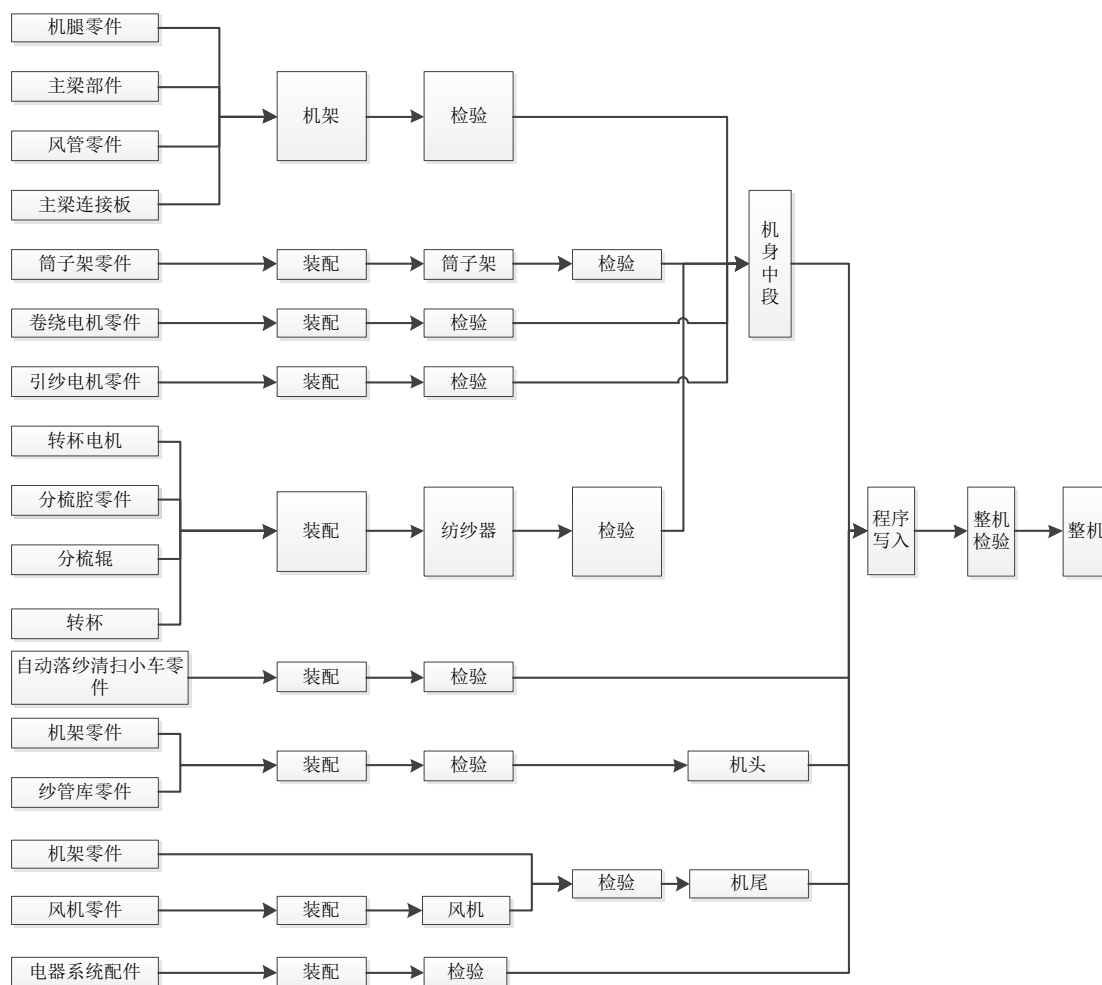 机腿零件
主梁部件
风管零件
主梁连接板
机架
检验
筒子架零件
装配
筒子架
检验
卷绕电机零件
装配
检验
引纱电机零件
装配
检验
机
身
中
段
转杯电机
分梳腔零件
分梳辊
转杯
装配
纺纱器
检验
自动落纱清扫小车零
件
装配
检验
机架零件
纱管库零件
装配
检验
机头
机架零件
风机零件
装配
风机
检验
机尾
电器系统配件
装配
检验
程序
写入
整机
检验
整机